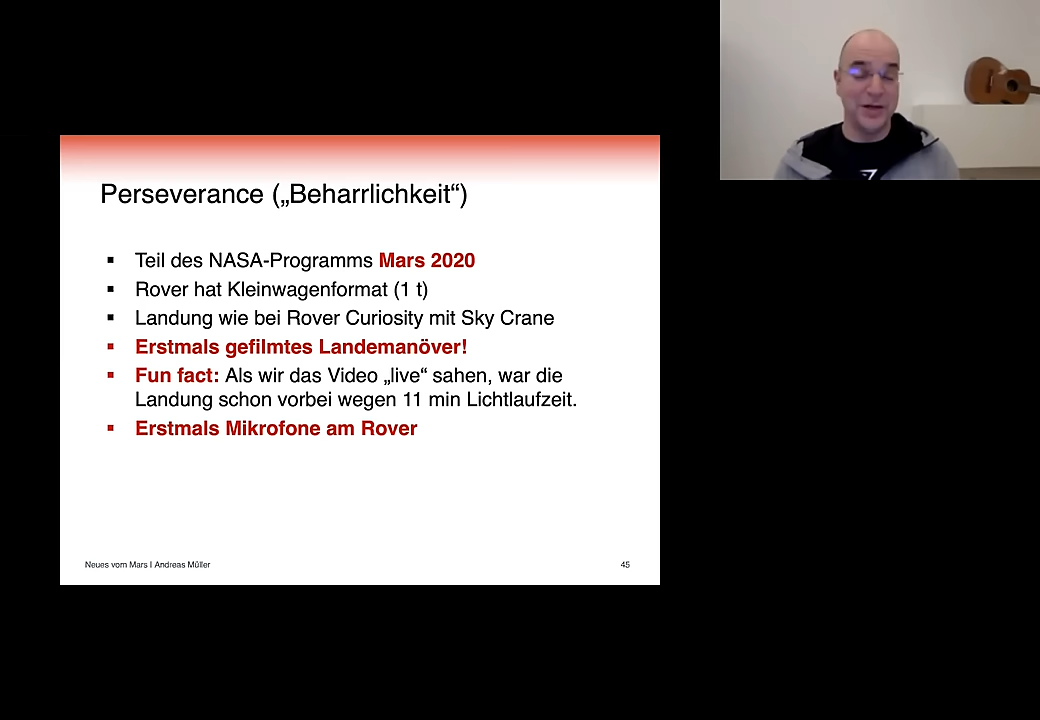 Perseverance („Beharrlichkeit“)
▪ Teil des NASA-Programms Mars 2020
▪ Rover hat Kleinwagenformat (1 t)
▪ Landung wie bei Rover Curiosity mit Sky Crane
▪ Erstmals gefilmtes Landemanöver!
▪ Fun fact: Als wir das Video „live“ sahen, war die
Landung schon vorbei wegen 11 min Lichtlaufzeit.
▪ Erstmals Mikrofone am Rover
Neues vom Mars I Andreas Müller
45